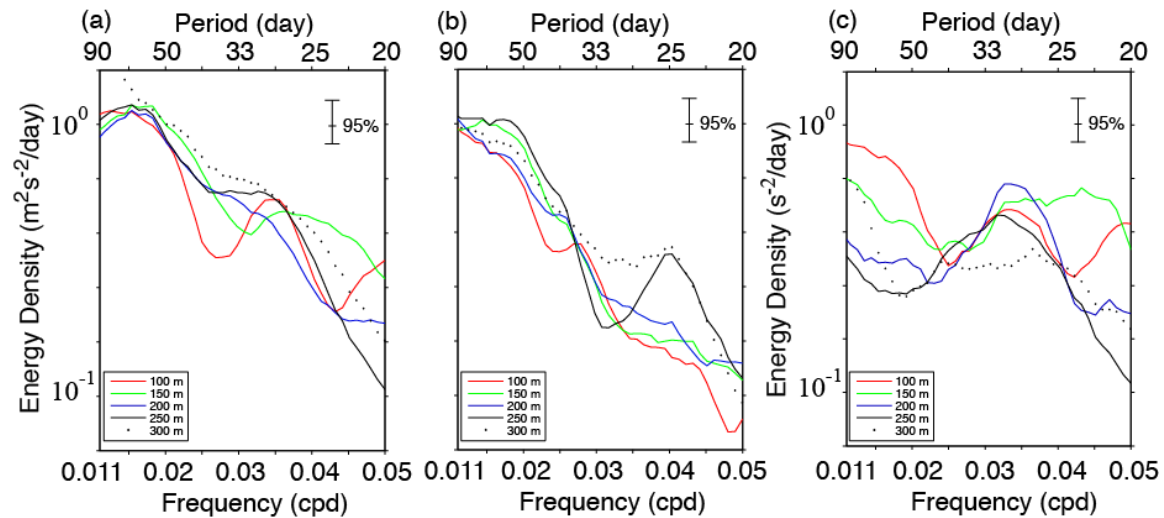 (a)
Period (day)
90 50 33 25 20
Energy Density (m²s⁻²/day)
10⁰
10⁻¹
95%
100 m
150 m
200 m
250 m
300 m
0.011 0.02 0.03 0.04 0.05
Frequency (cpd)
(b)
Period (day)
90 50 33 25 20
95%
100 m
150 m
200 m
250 m
300 m
0.011 0.02 0.03 0.04 0.05
Frequency (cpd)
(c)
Period (day)
90 50 33 25 20
Energy Density (s⁻²/day)
10⁰
10⁻¹
95%
100 m
150 m
200 m
250 m
300 m
0.011 0.02 0.03 0.04 0.05
Frequency (cpd)